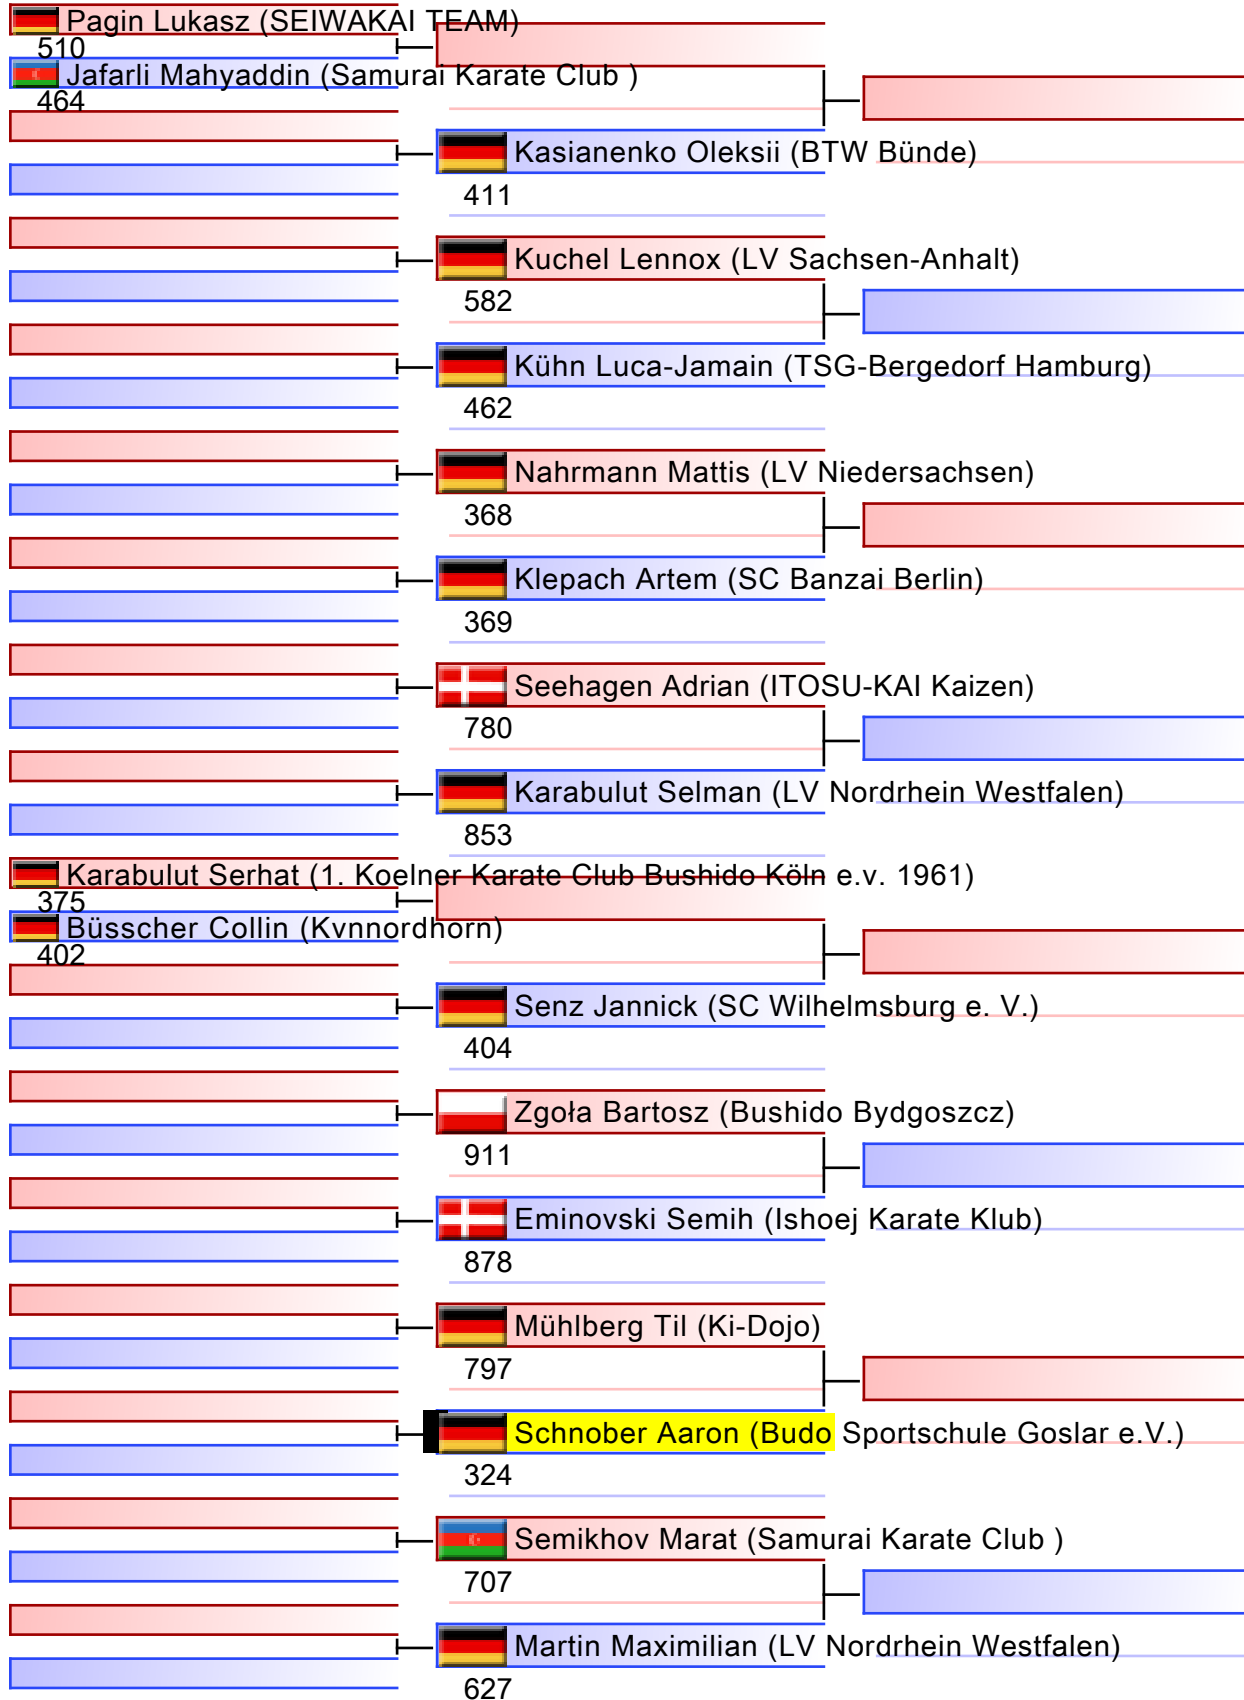 Pagin Lukasz (SEIWAKAI TEAM)
510
Jafarli Mahyaddin (Samurai Karate Club )
464
Kasianenko Oleksii (BTW Bünde)
411
Kuchel Lennox (LV Sachsen-Anhalt)
582
Kühn Luca-Jamain (TSG-Bergedorf Hamburg)
462
Nahrmann Mattis (LV Niedersachsen)
368
Klepach Artem (SC Banzai Berlin)
369
Seehagen Adrian (ITOSU-KAI Kaizen)
780
Karabulut Selman (LV Nordrhein Westfalen)
853
Karabulut Serhat (1. Koelner Karate Club Bushido Köln e.v. 1961)
375
Büsscher Collin (Kvnnordhorn)
402
Senz Jannick (SC Wilhelmsburg e. V.)
404
Zgoła Bartosz (Bushido Bydgoszcz)
911
Eminovski Semih (Ishoej Karate Klub)
878
Mühlberg Til (Ki-Dojo)
797
Schnober Aaron (Budo Sportschule Goslar e.V.)
324
Semikhov Marat (Samurai Karate Club )
707
Martin Maximilian (LV Nordrhein Westfalen)
627